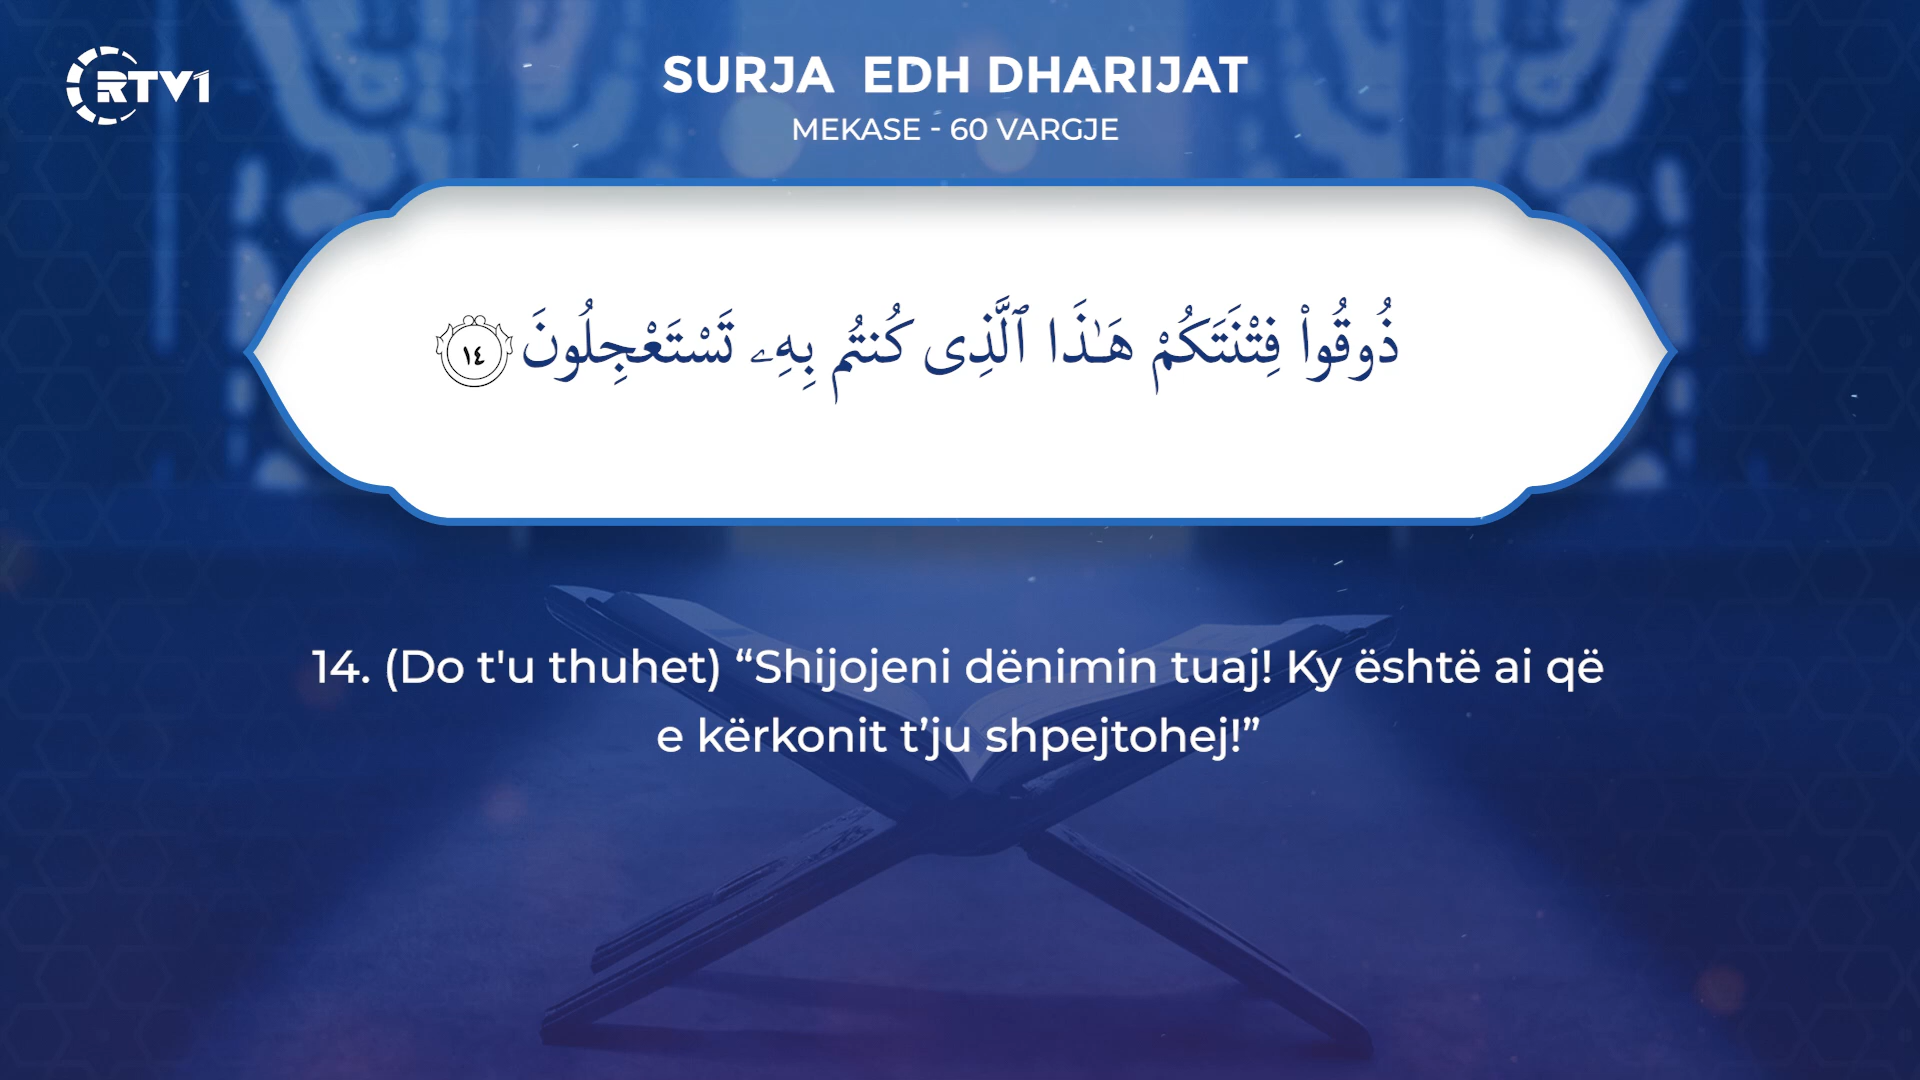 RTV1
SURJA EDH DHARIJAT
MEKASE - 60 VARGJE
ذُوقُوا۟ فِتْنَتَكُمْ هَـٰذَا ٱلَّذِى كُنتُم بِهِۦ تَسْتَعْجِلُونَ ١٤
14. (Do t'u thuhet) “Shijojeni dënimin tuaj! Ky është ai që
e kërkonit t’ju shpejtohej!”